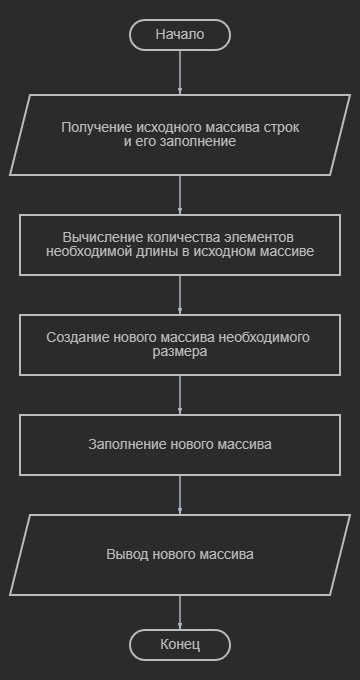 Начало
Получение исходного массива строк
и его заполнение
Вычисление количества элементов
необходимой длины в исходном массиве
Создание нового массива необходимого
размера
Заполнение нового массива
Вывод нового массива
Конец